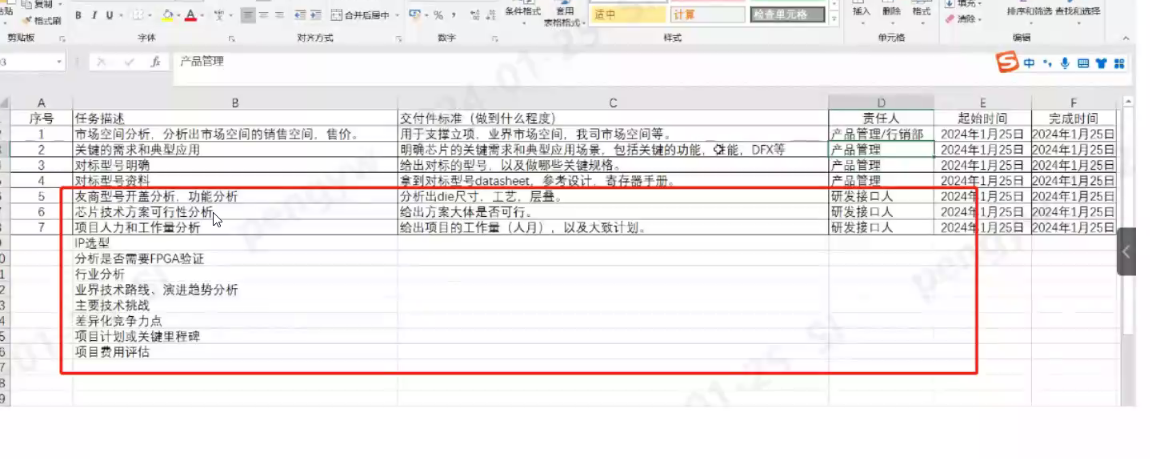 复制
格式刷
B I U A
合并后居中
% ,
条件格式 套用
表格格式
适中 计算 检查单元格
插入 删除 格式
填充
清除
排序和筛选 查找和选择
剪贴板 字体 对齐方式 数字 样式 单元格 编辑
fx 产品管理
中
A B C D E F
序号 任务描述 交付件标准（做到什么程度） 责任人 起始时间 完成时间
1 市场空间分析，分析出市场空间的销售空间，售价。 用于支撑立项、业界市场空间、我司市场空间等。 产品管理/行销部 2024年1月25日 2024年1月25日
2 关键的需求和典型应用 明确芯片的关键需求和典型应用场景，包括关键的功能，性能，DFX等 产品管理 2024年1月25日 2024年1月25日
3 对标型号明确 给出对标的型号、以及做哪些关键规格。 产品管理 2024年1月25日 2024年1月25日
4 对标型号资料 拿到对标型号datasheet，参考设计，寄存器手册。 产品管理 2024年1月25日 2024年1月25日
5 友商型号开盖分析，功能分析 分析出die尺寸，工艺，层叠。 研发接口人 2024年1月25日 2024年1月25日
6 芯片技术方案可行性分析 给出方案大体是否可行。 研发接口人 2024年1月25日 2024年1月25日
7 项目人力和工作量分析 给出项目的工作量（人月），以及大致计划。 研发接口人 2024年1月25日 2024年1月25日
IP选型
分析是否需要FPGA验证
行业分析
业界技术路线、演进趋势分析
主要技术挑战
差异化竞争力点
项目计划或关键里程碑
项目费用评估